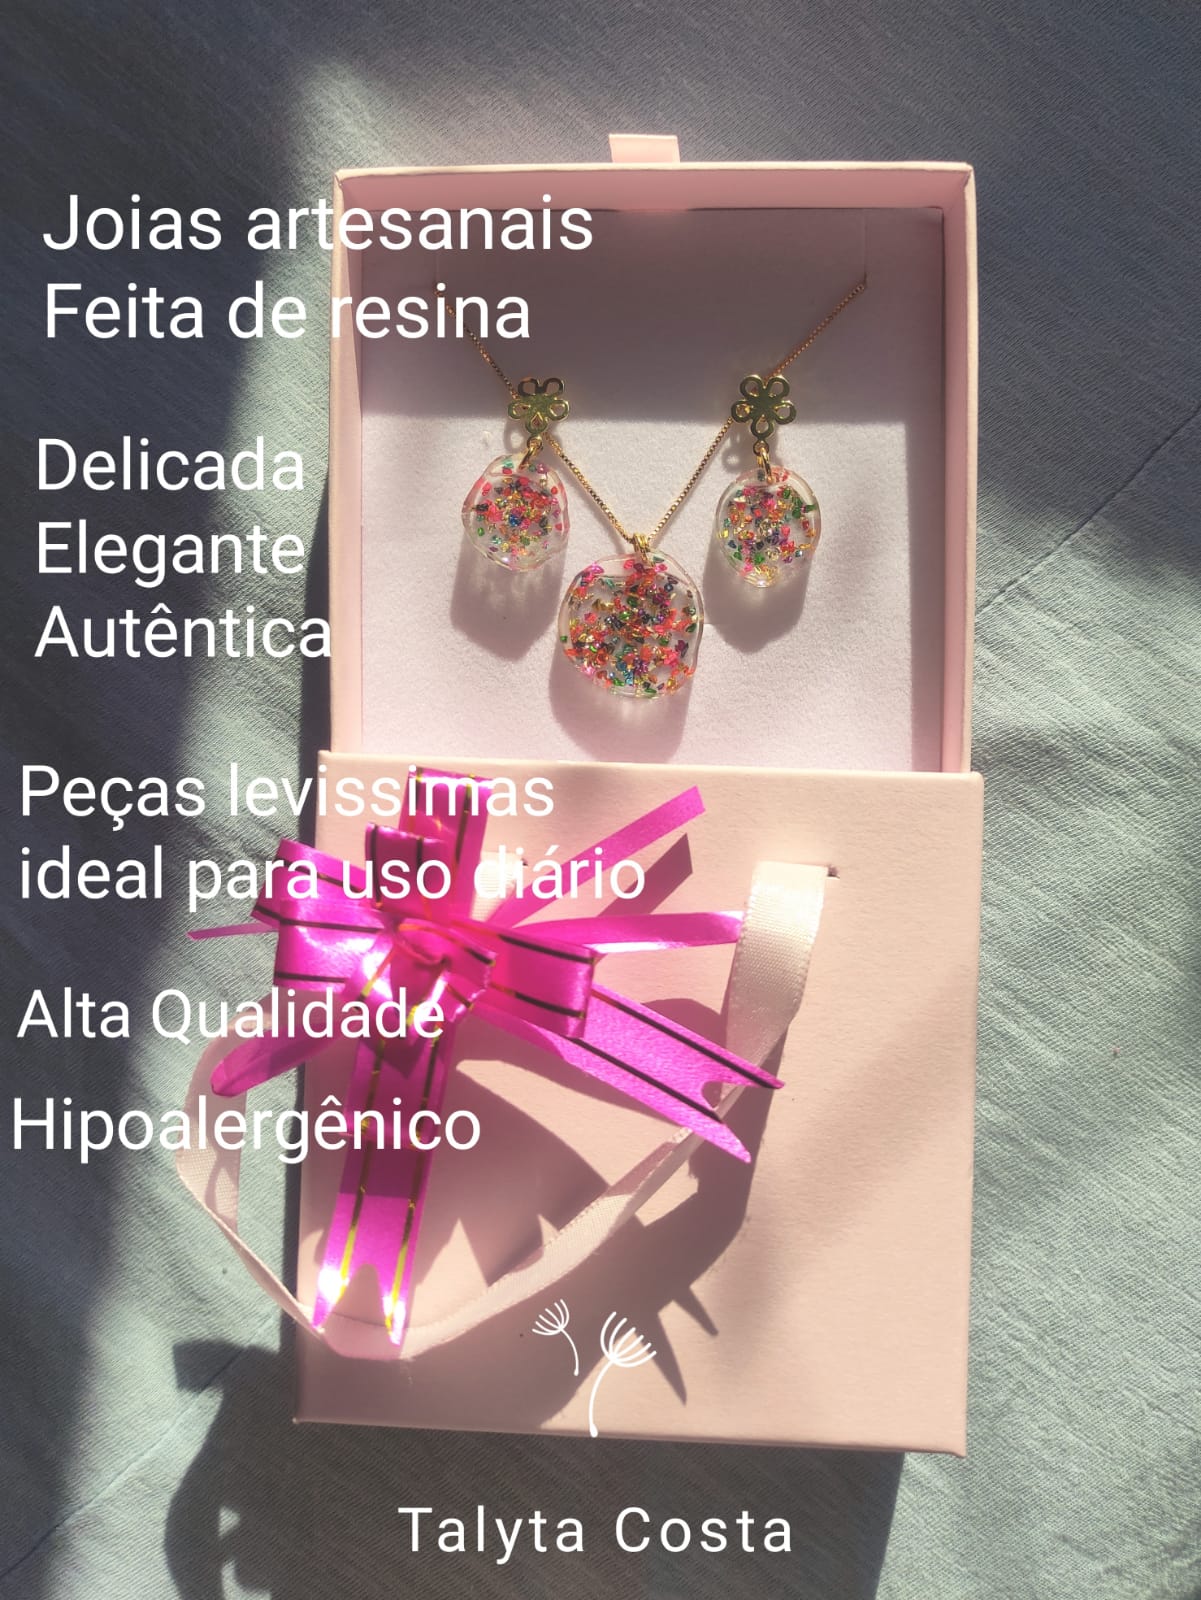 Joias artesanais
Feita de resina
Delicada
Elegante
Autêntica
Peças levissimas
ideal para uso diário
Alta Qualidade
Hipoalergênico
Talyta Costa